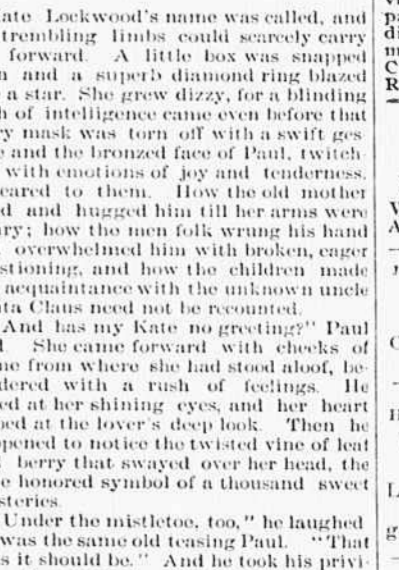 ate Lockwood's name was called, and
trembling limbs could scarcely carry
forward. A little box was snapped
n and a superb diamond ring blazed
a star. She grew dizzy, for a blinding
h of intelligence came even before that
ry mask was torn off with a swift ges-
e and the bronzed face of Paul, twitch-
with emotions of joy and tenderness,
eared to them. How the old mother
d and hugged him till her arms were
ary; how the men folk wrung his hand
overwhelmed him with broken, eager
stioning, and how the children made
acquaintance with the unknown uncle
ta Claus need not be recounted.
"And has my Kate no greeting?" Paul
d. She came forward with cheeks of
ne from where she had stood aloof, be-
dered with a rush of feelings. He
ed at her shining eyes, and her heart
ped at the lover's deep look. Then he
ppened to notice the twisted vine of leaf
berry that swayed over her head, the
e honored symbol of a thousand sweet
steries.
Under the mistletoe, too," he laughed
was the same old teasing Paul. "That
s it should be." And he took his privi-